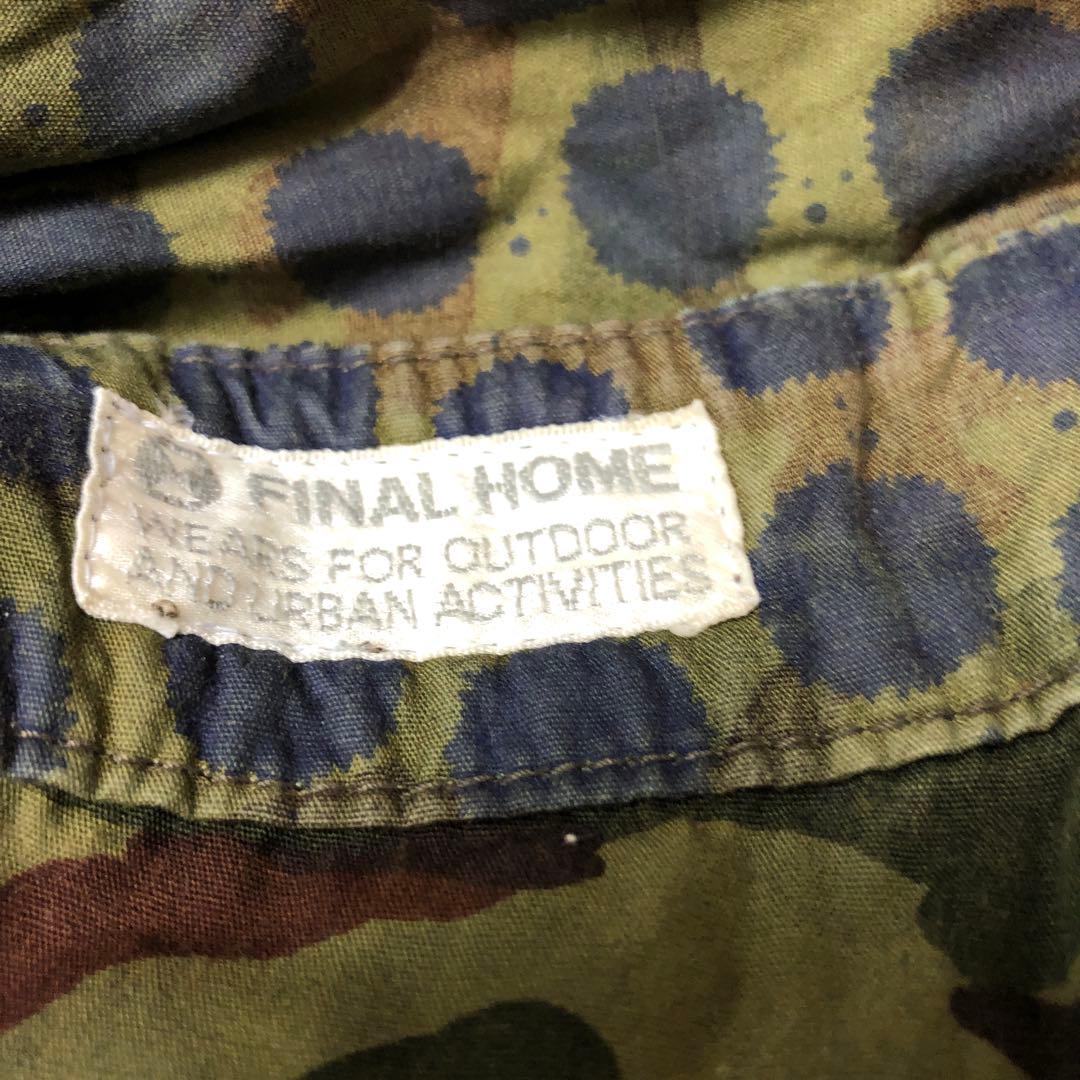 FINAL HOME
WEARS FOR OUTDOOR
AND URBAN ACTIVITIES